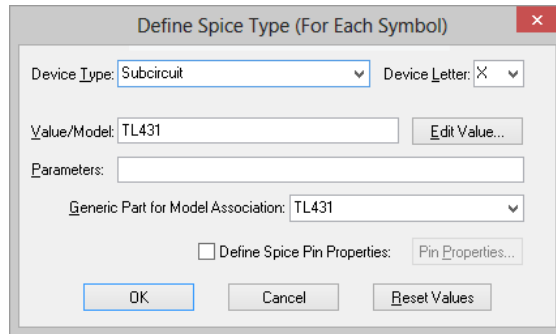 Define Spice Type (For Each Symbol)
Device Type: Subcircuit Device Letter: X
Value/Model: TL431 Edit Value...
Parameters:
Generic Part for Model Association: TL431
Define Spice Pin Properties: Pin Properties...
OK Cancel Reset Values